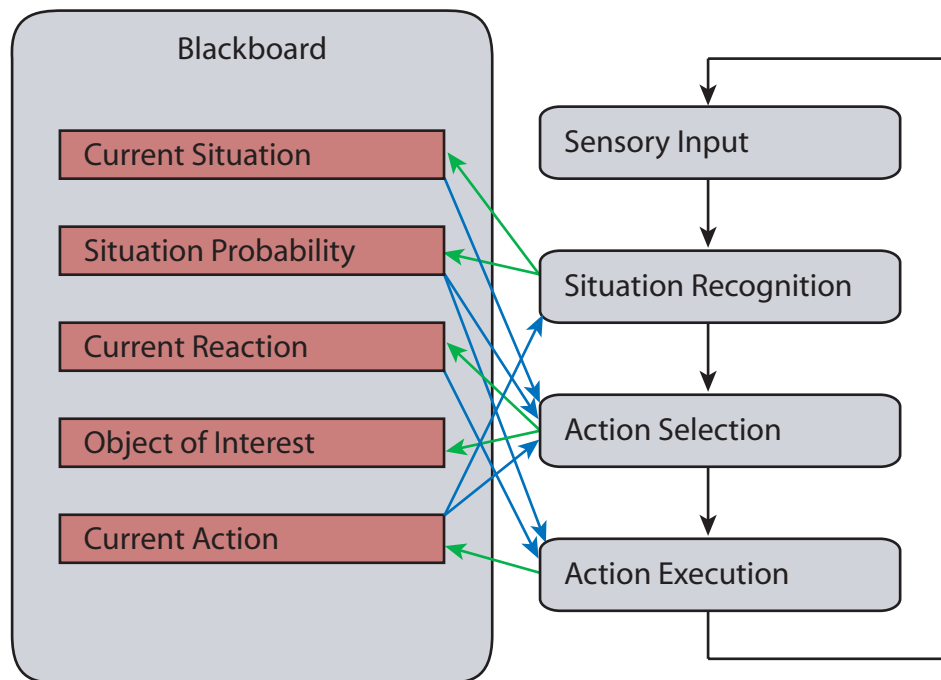 Blackboard
Current Situation
Situation Probability
Current Reaction
Object of Interest
Current Action
Sensory Input
Situation Recognition
Action Selection
Action Execution